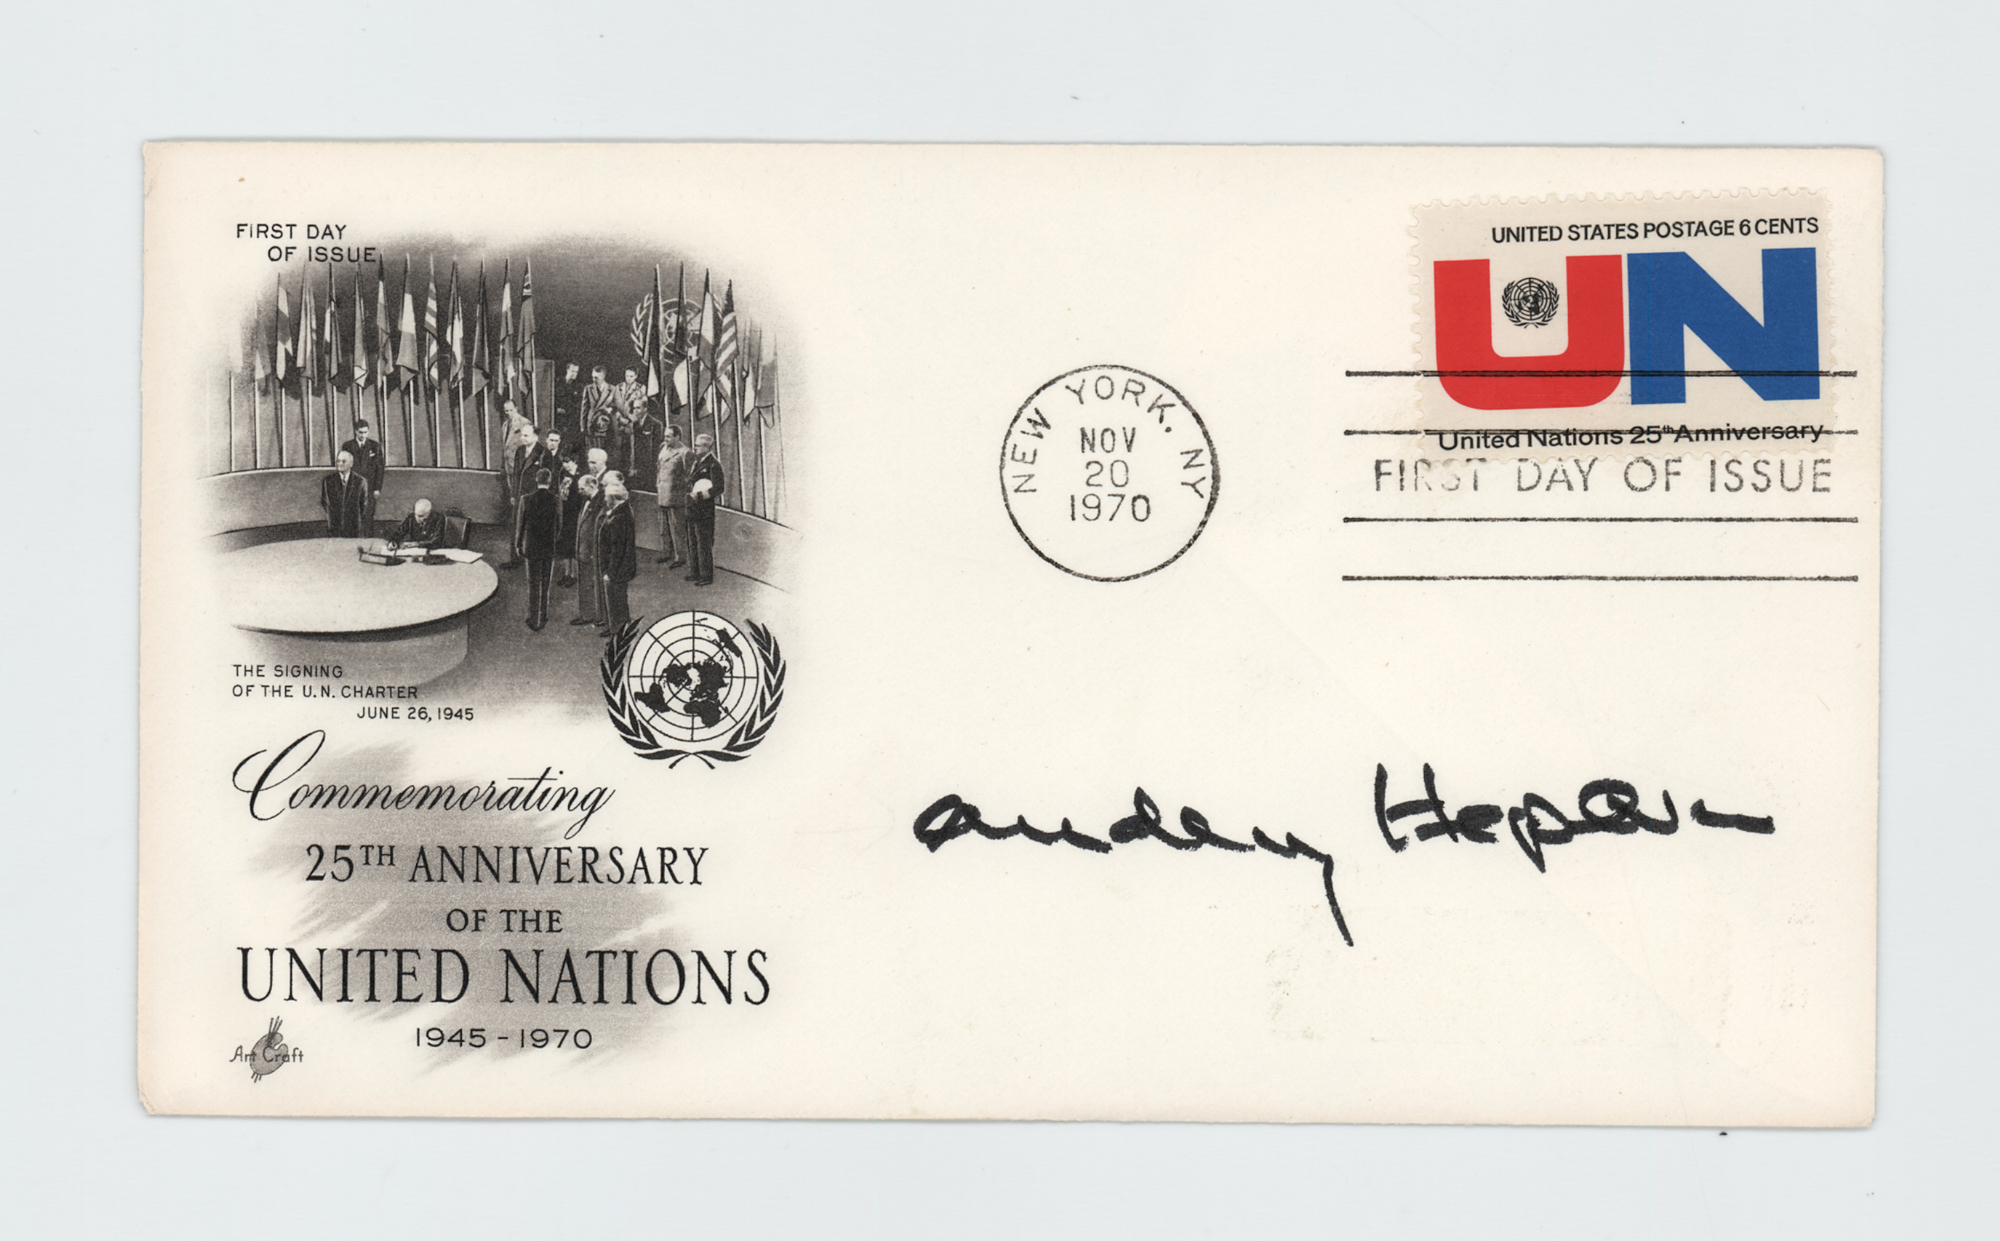 FIRST DAY
OF ISSUE
THE SIGNING
OF THE U.N. CHARTER
JUNE 26, 1945
Commemorating
25TH ANNIVERSARY
OF THE
UNITED NATIONS
1945 - 1970
Art Craft
NEW YORK, NY
NOV
20
1970
UNITED STATES POSTAGE 6 CENTS
UN
United Nations 25th Anniversary
FIRST DAY OF ISSUE
Audrey Hepburn